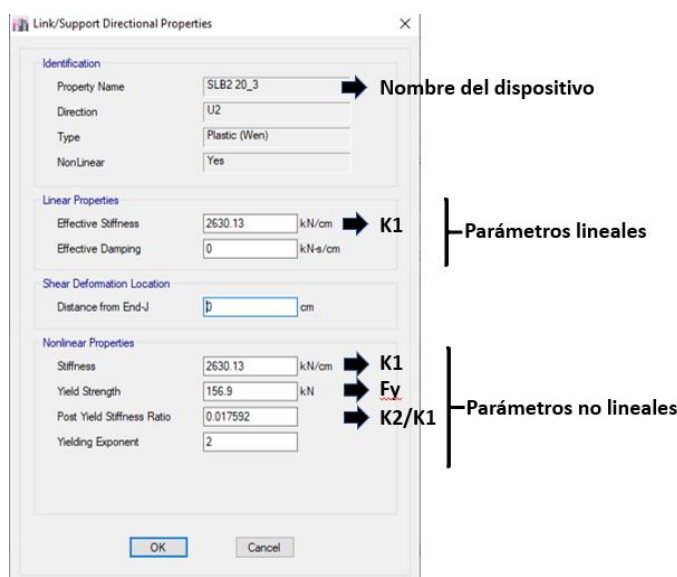 Link/Support Directional Properties
Identification
Property Name SLB2 20_3 Nombre del dispositivo
Direction U2
Type Plastic (Wen)
NonLinear Yes
Linear Properties
Effective Stiffness 2630.13 kN/cm K1
Effective Damping 0 kN-s/cm
Parámetros lineales
Shear Deformation Location
Distance from End-J 0 cm
Nonlinear Properties
Stiffness 2630.13 kN/cm K1
Yield Strength 156.9 kN Fy
Post Yield Stiffness Ratio 0.017592 K2/K1
Yielding Exponent 2
Parámetros no lineales
OK Cancel